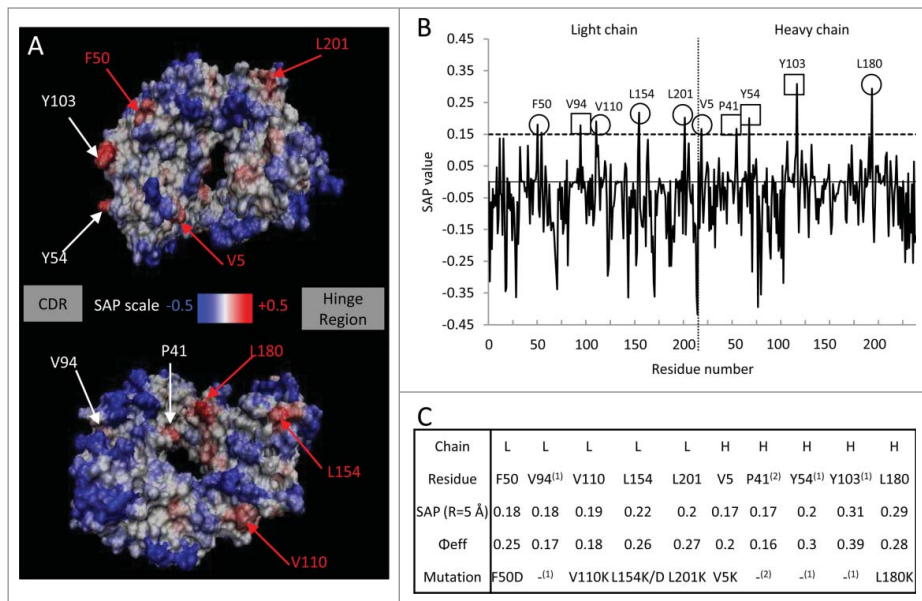 A
F50
L201
Y103
Y54
V5
CDR
SAP scale
-0.5
+0.5
Hinge
Region
V94
P41
L180
L154
V110
B
Light chain
Heavy chain
0.45
0.35
0.25
0.15
0.05
-0.05
-0.15
-0.25
-0.35
-0.45
SAP value
F50
V94
V110
L154
L201
V5
P41
Y54
Y103
L180
0 50 100 150 200 50 100 150 200
Residue number
C
Chain L L L L L H H H H H
Residue F50 V94(1) V110 L154 L201 V5 P41(2) Y54(1) Y103(1) L180
SAP (R=5 Å) 0.18 0.18 0.19 0.22 0.2 0.17 0.17 0.2 0.31 0.29
Φeff 0.25 0.17 0.18 0.26 0.27 0.2 0.16 0.3 0.39 0.28
Mutation F50D -(1) V110K L154K/D L201K V5K -(2) -(1) -(1) L180K